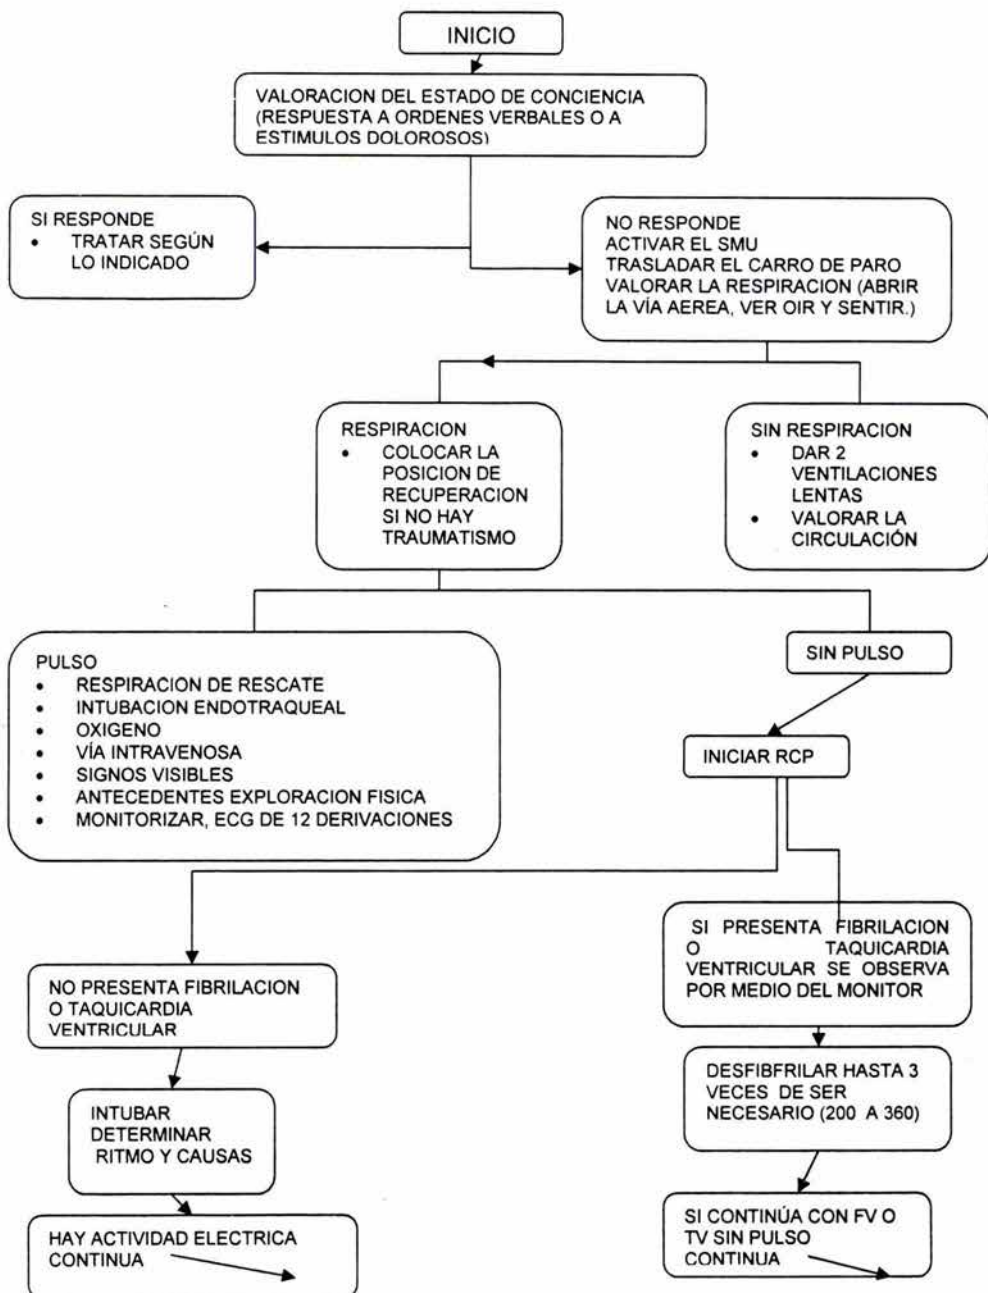 INICIO
VALORACION DEL ESTADO DE CONCIENCIA
(RESPUESTA A ORDENES VERBALES O A
ESTIMULOS DOLOROSOS)
SI RESPONDE
• TRATAR SEGÚN
LO INDICADO
NO RESPONDE
ACTIVAR EL SMU
TRASLADAR EL CARRO DE PARO
VALORAR LA RESPIRACION (ABRIR
LA VÍA AEREA, VER OIR Y SENTIR.)
RESPIRACION
• COLOCAR LA
POSICION DE
RECUPERACION
SI NO HAY
TRAUMATISMO
SIN RESPIRACION
• DAR 2
VENTILACIONES
LENTAS
• VALORAR LA
CIRCULACIÓN
PULSO
• RESPIRACION DE RESCATE
• INTUBACION ENDOTRAQUEAL
• OXIGENO
• VÍA INTRAVENOSA
• SIGNOS VISIBLES
• ANTECEDENTES EXPLORACION FISICA
• MONITORIZAR, ECG DE 12 DERIVACIONES
SIN PULSO
INICIAR RCP
NO PRESENTA FIBRILACION
O TAQUICARDIA
VENTRICULAR
SI PRESENTA FIBRILACION
O TAQUICARDIA
VENTRICULAR SE OBSERVA
POR MEDIO DEL MONITOR
INTUBAR
DETERMINAR
RITMO Y CAUSAS
DESFIBFRILAR HASTA 3
VECES DE SER
NECESARIO (200 A 360)
HAY ACTIVIDAD ELECTRICA
CONTINUA
SI CONTINÚA CON FV O
TV SIN PULSO
CONTINUA